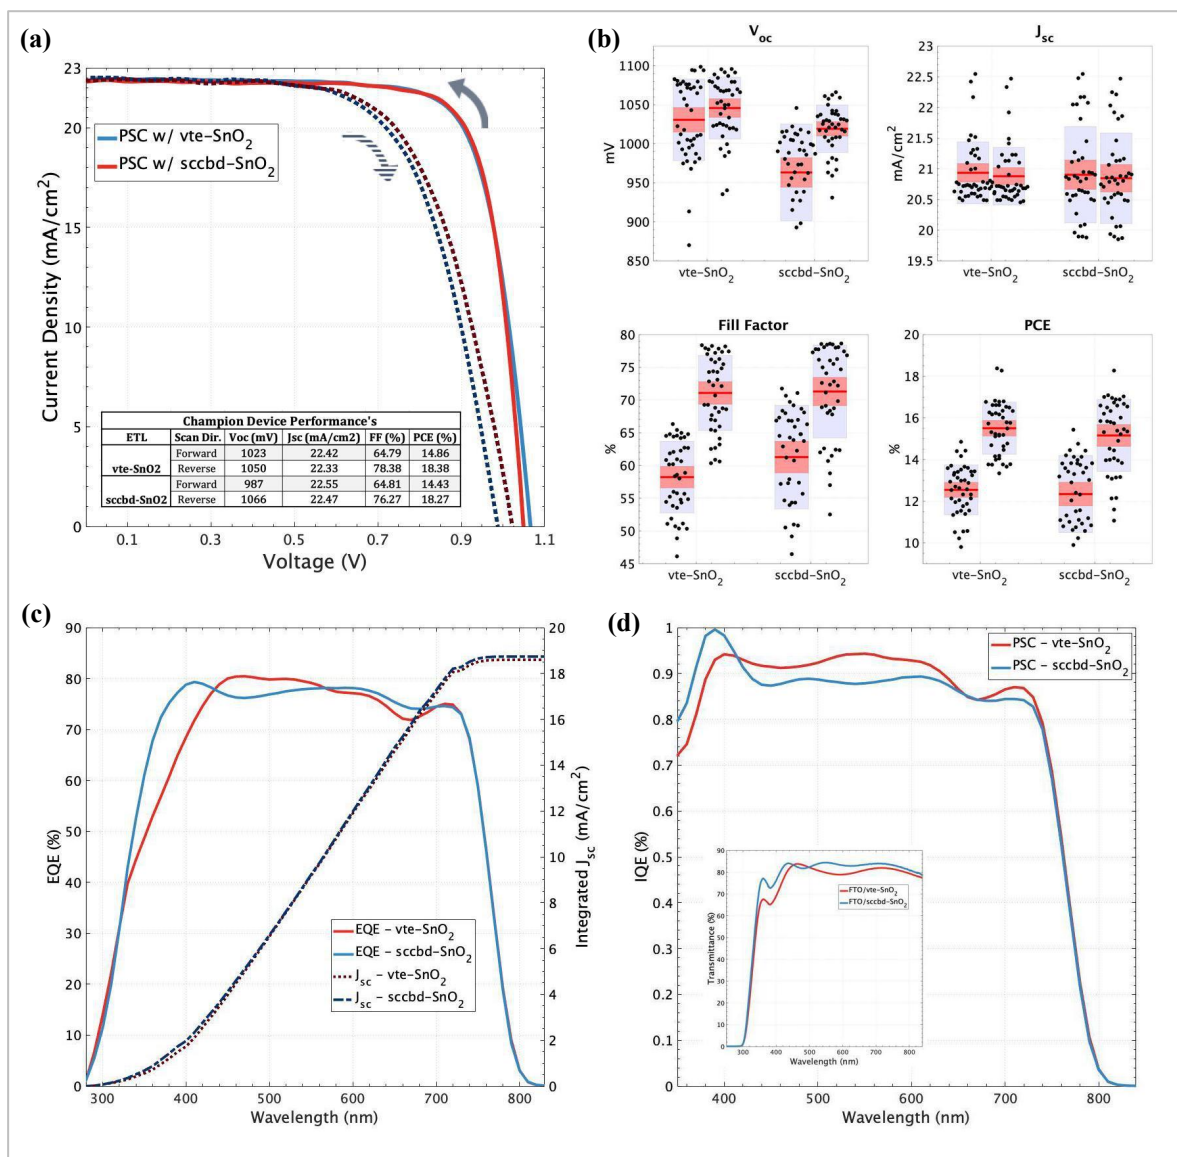 (a)
23
20
15
10
5
0
0.1
0.3
0.5
0.7
0.9
1.1
Current Density (mA/cm²)
Voltage (V)
PSC w/ vte-SnO₂
PSC w/ sccbd-SnO₂
Champion Device Performance's
ETL Scan Dir. Voc (mV) Jsc (mA/cm2) FF (%) PCE (%)
Forward 1023 22.42 64.79 14.86
vte-SnO2 Reverse 1050 22.33 78.38 18.38
Forward 987 22.55 64.81 14.43
sccbd-SnO2 Reverse 1066 22.47 76.27 18.27
(b)
Voc
1100
1050
1000
950
900
850
mV
vte-SnO₂
sccbd-SnO₂
Jsc
23
22.5
22
21.5
21
20.5
20
19.5
mA/cm²
vte-SnO₂
sccbd-SnO₂
Fill Factor
80
75
70
65
60
55
50
45
%
vte-SnO₂
sccbd-SnO₂
PCE
20
18
16
14
12
10
%
vte-SnO₂
sccbd-SnO₂
(c)
90
80
70
60
50
40
30
20
10
0
EQE (%)
20
18
16
14
12
10
8
6
4
2
0
Integrated Jsc (mA/cm²)
300
400
500
600
700
800
Wavelength (nm)
EQE - vte-SnO₂
EQE - sccbd-SnO₂
Jsc - vte-SnO₂
Jsc - sccbd-SnO₂
(d)
1
0.9
0.8
0.7
0.6
0.5
0.4
0.3
0.2
0.1
0
IQE (%)
400
500
600
700
800
Wavelength (nm)
PSC - vte-SnO₂
PSC - sccbd-SnO₂
90
80
70
60
50
40
30
20
10
0
Transmittance (%)
300
400
500
600
700
800
Wavelength (nm)
FTO/vte-SnO₂
FTO/sccbd-SnO₂